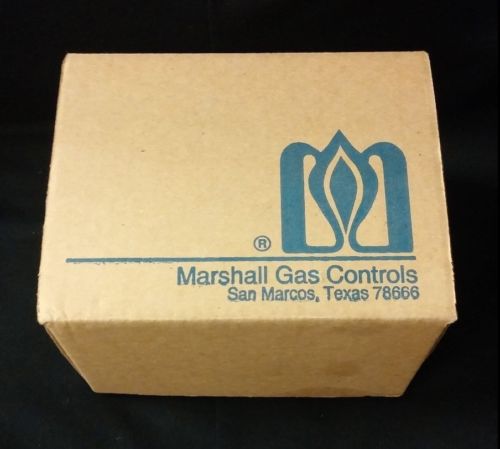 ®
Marshall Gas Controls
San Marcos, Texas 78666